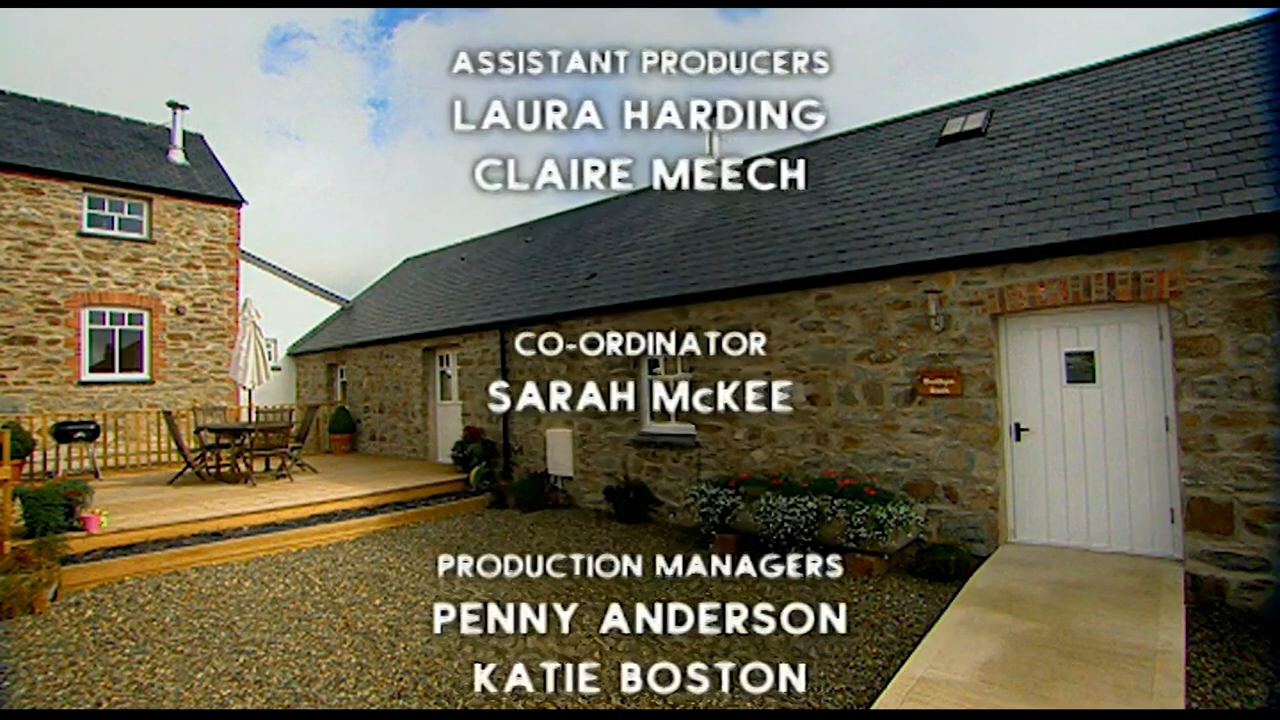 ASSISTANT PRODUCERS
LAURA HARDING
CLAIRE MEECH
CO-ORDINATOR
SARAH McKEE
PRODUCTION MANAGERS
PENNY ANDERSON
KATIE BOSTON